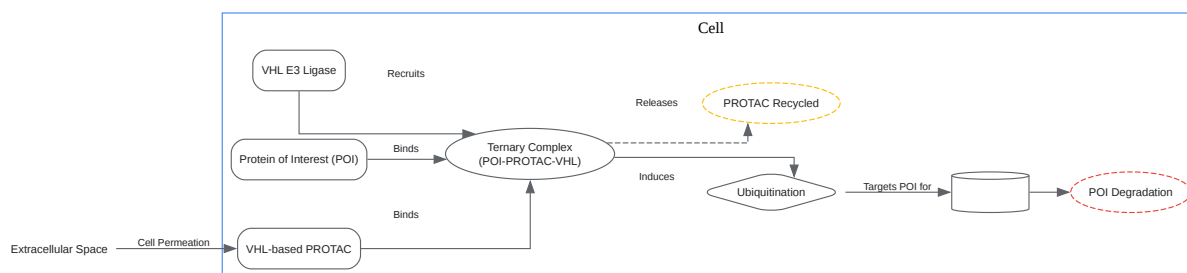 Cell
VHL E3 Ligase
Recruits
Releases
PROTAC Recycled
Protein of Interest (POI)
Binds
Ternary Complex
(POI-PROTAC-VHL)
Induces
Ubiquitination
Targets POI for
POI Degradation
Binds
Extracellular Space
Cell Permeation
VHL-based PROTAC